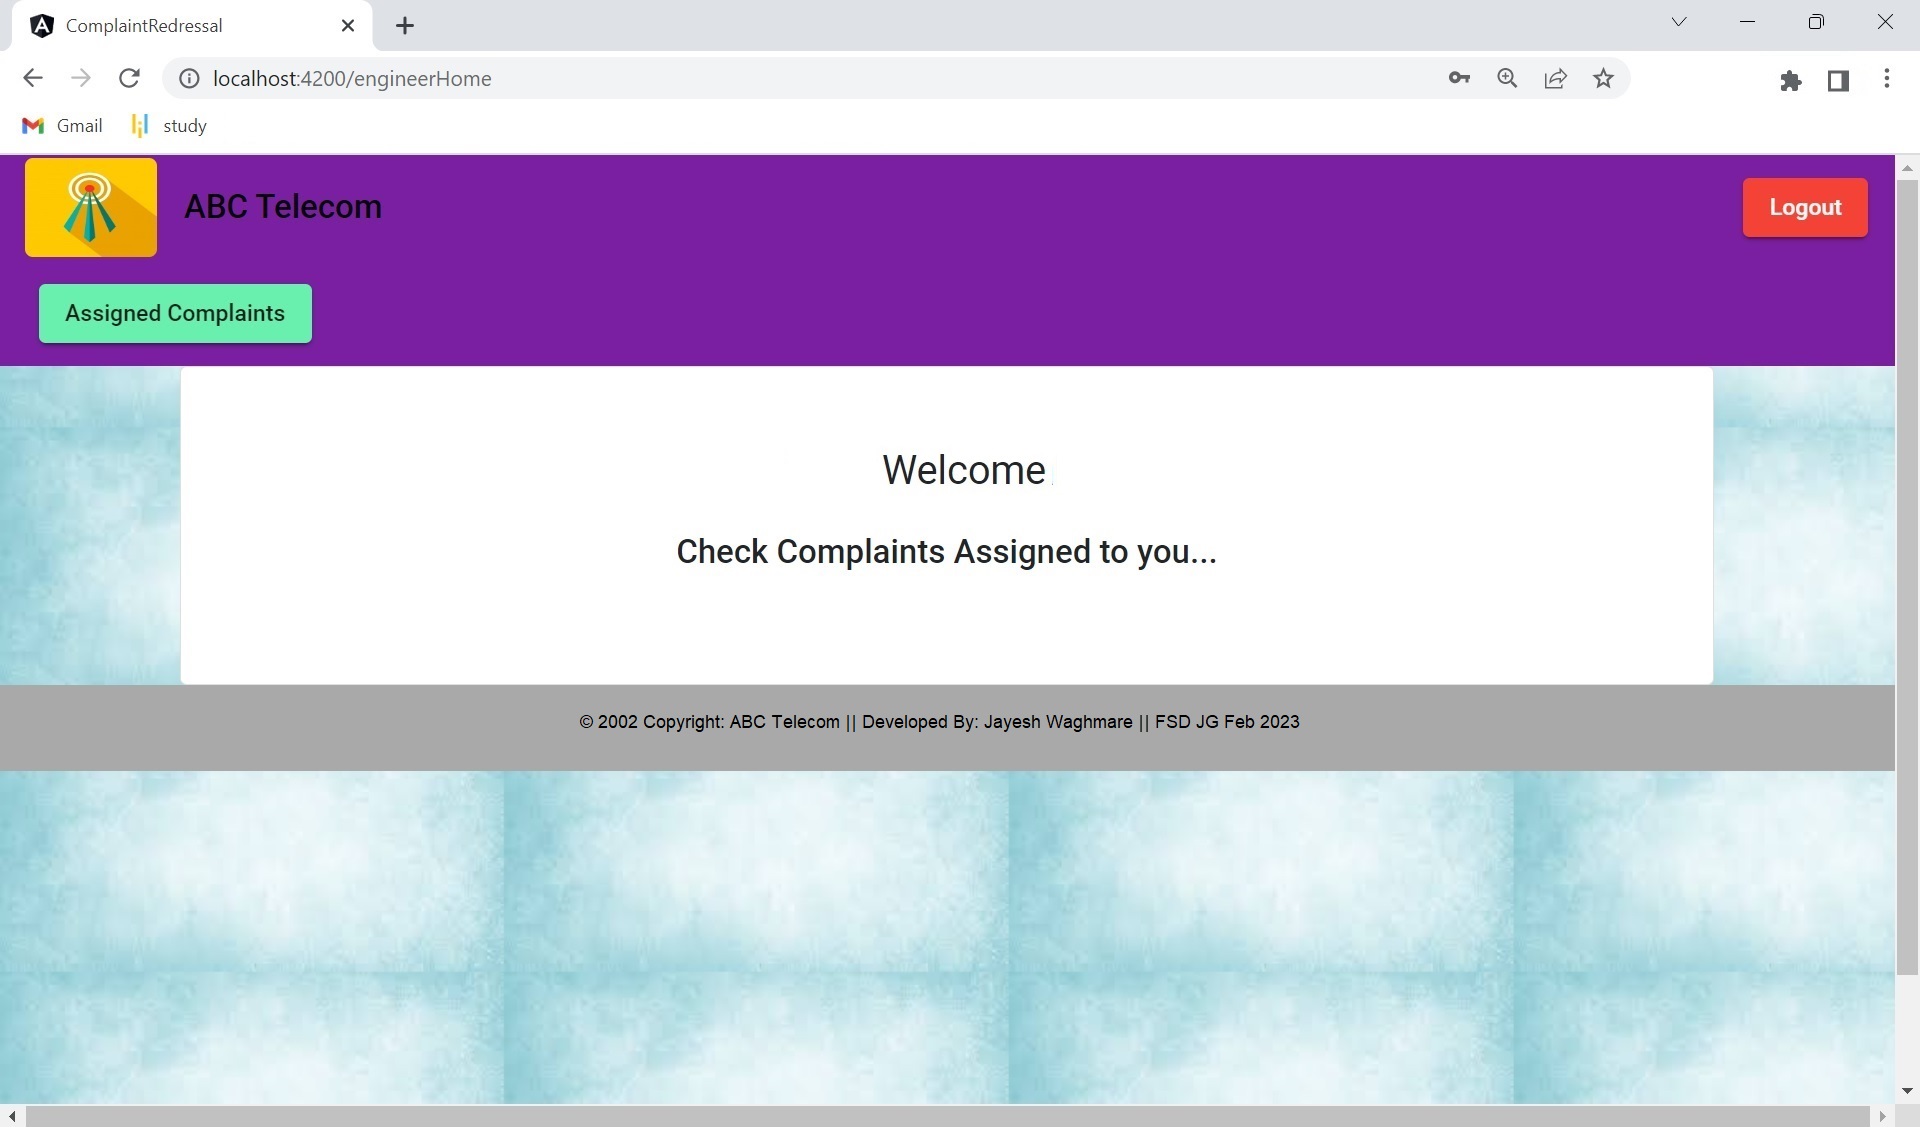 ComplaintRedressal
localhost:4200/engineerHome
Gmail study
ABC Telecom
Logout
Assigned Complaints
Welcome
Check Complaints Assigned to you...
© 2002 Copyright: ABC Telecom || Developed By: Jayesh Waghmare || FSD JG Feb 2023